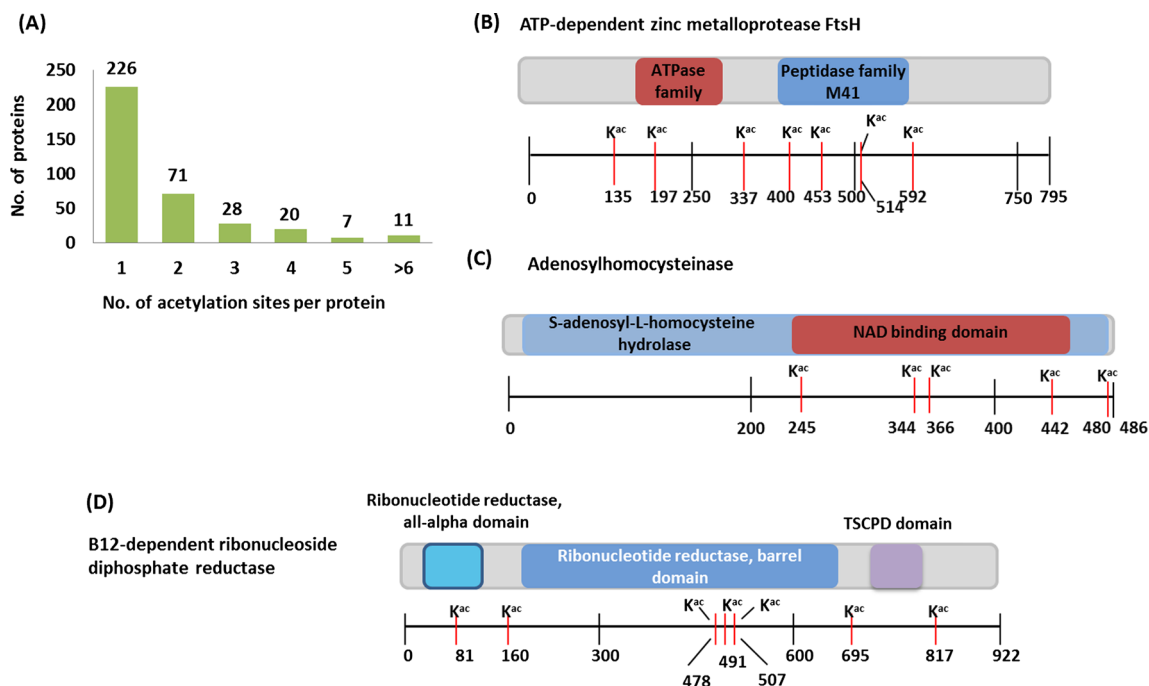 (A)
No. of proteins
250
200
150
100
50
0
226
71
28
20
7
11
1 2 3 4 5 >6
No. of acetylation sites per protein
(B)
ATP-dependent zinc metalloprotease FtsH
ATPase
family
Peptidase family
M41
Kac Kac Kac Kac Kac Kac Kac
0 135 197 250 337 400 453 500 514 592 750 795
(C)
Adenosylhomocysteinase
S-adenosyl-L-homocysteine
hydrolase
NAD binding domain
Kac Kac Kac Kac Kac
0 200 245 344 366 400 442 480 486
(D)
B12-dependent ribonucleoside
diphosphate reductase
Ribonucleotide reductase,
all-alpha domain
TSCPD domain
Ribonucleotide reductase, barrel
domain
Kac Kac Kac Kac Kac Kac Kac
0 81 160 300 478 491 507 600 695 817 922